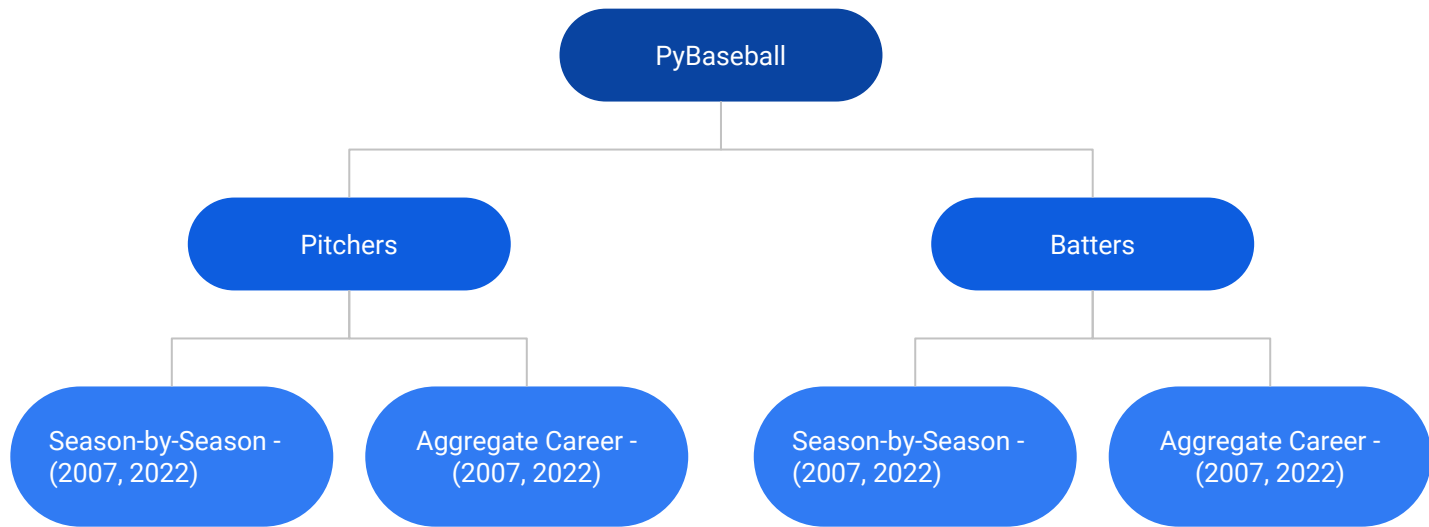 PyBaseball
Pitchers
Batters
Season-by-Season -
(2007, 2022)
Aggregate Career -
(2007, 2022)
Season-by-Season -
(2007, 2022)
Aggregate Career -
(2007, 2022)